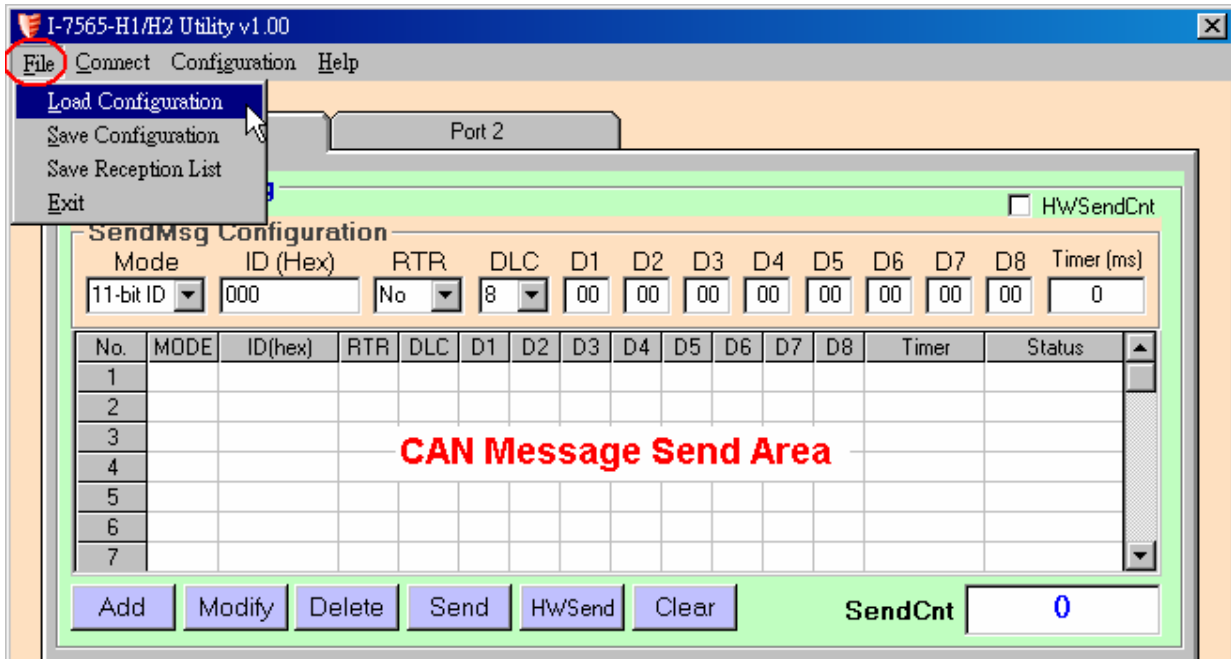 I-7565-H1/H2 Utility v1.00
File Connect Configuration Help
Load Configuration
Save Configuration
Save Reception List
Exit
Port 2
HWSendCnt
SendMsg Configuration
Mode ID (Hex) RTR DLC D1 D2 D3 D4 D5 D6 D7 D8 Timer (ms)
11-bit ID 000 No 8 00 00 00 00 00 00 00 00 0
No. MODE ID(hex) RTR DLC D1 D2 D3 D4 D5 D6 D7 D8 Timer Status
1
2
3
CAN Message Send Area
4
5
6
7
Add Modify Delete Send HWSend Clear SendCnt 0